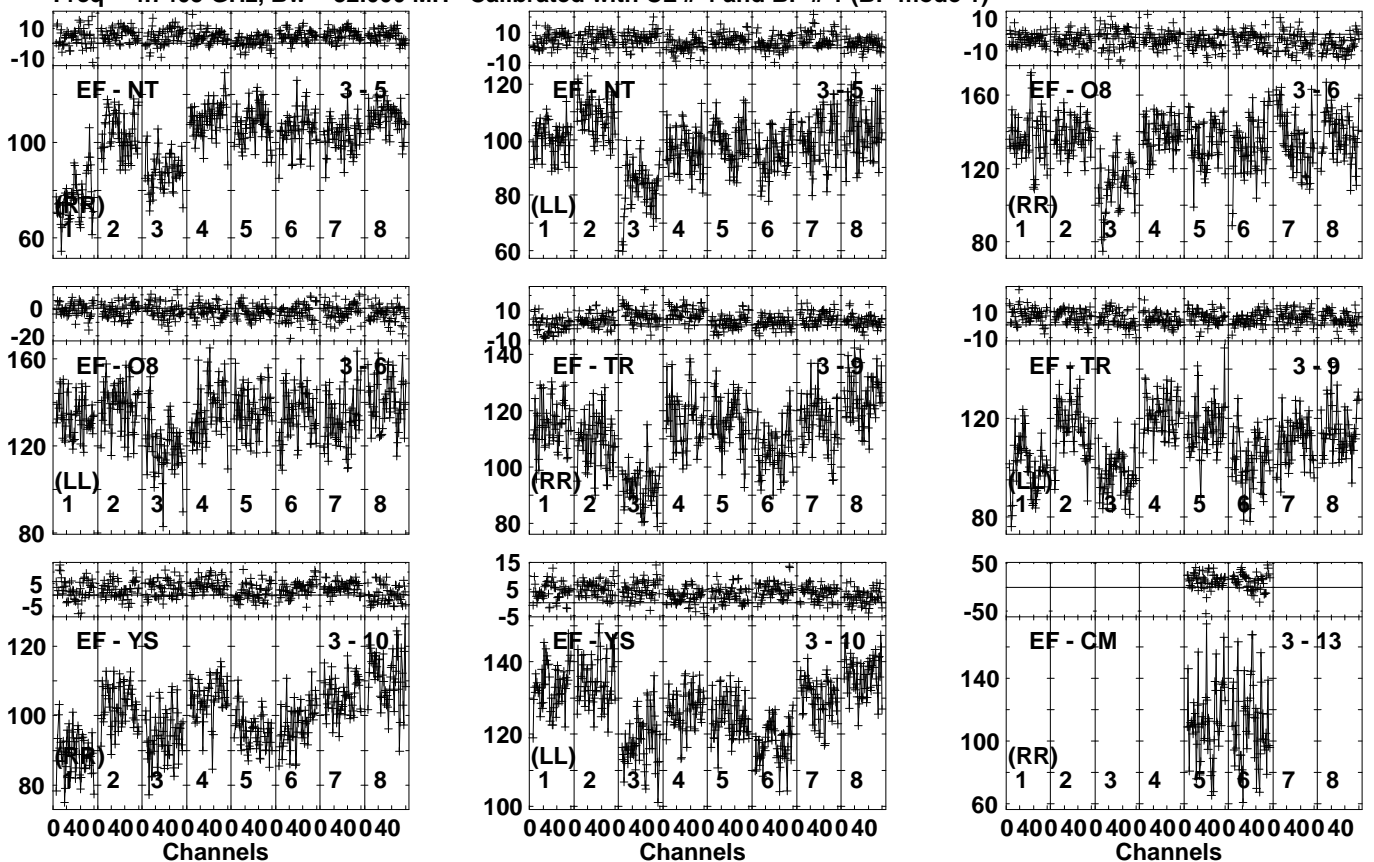 10 10 10
-10 -10 -10
EF - NT 3 - 5 120 EF - NT 3 - 5 160 EF - O8 3 - 6
100 100 120
80
(RR) (LL) (RR)
60 1 2 3 4 5 6 7 8 60 1 2 3 4 5 6 7 8 80 1 2 3 4 5 6 7 8
0 10 10
-20 -10 -10
160 EF - O8 3 - 6 140 EF - TR 3 - 9 EF - TR 3 - 9
120 120 120
100
(LL) (RR) (LL)
80 1 2 3 4 5 6 7 8 80 1 2 3 4 5 6 7 8 80 1 2 3 4 5 6 7 8
5 15 50
-5 5 -50
-5
120 EF - YS 3 - 10 140 EF - YS 3 - 10 EF - CM 3 - 13
100 120 140
100
(RR) (LL) (RR)
80 1 2 3 4 5 6 7 8 100 1 2 3 4 5 6 7 8 60 1 2 3 4 5 6 7 8
0 40 0 40 0 40 0 40 0 40 0 40 0 40 0 40 0 40 0 40 0 40 0 40 0 40 0 40 0 40 0 40 0 40 0 40 0 40 0 40 0 40 0 40 0 40 0 40
Channels Channels Channels